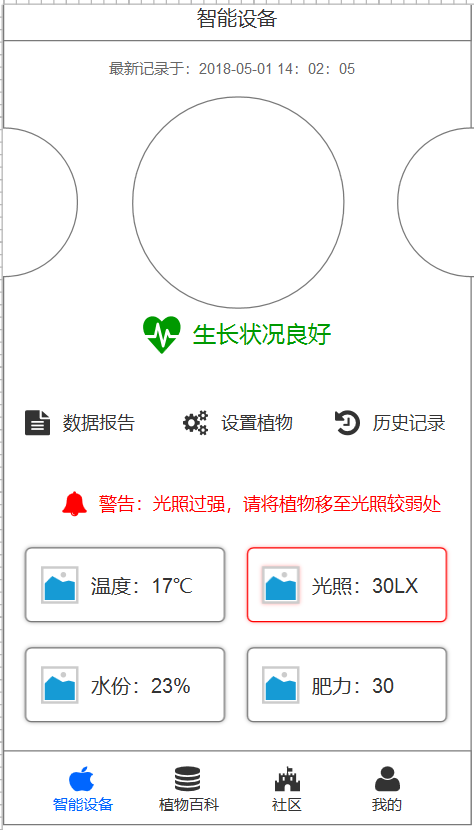 智能设备
最新记录于：2018-05-01 14：02：05
生长状况良好
数据报告 设置植物 历史记录
警告：光照过强，请将植物移至光照较弱处
温度：17℃ 光照：30LX
水份：23% 肥力：30
智能设备 植物百科 社区 我的